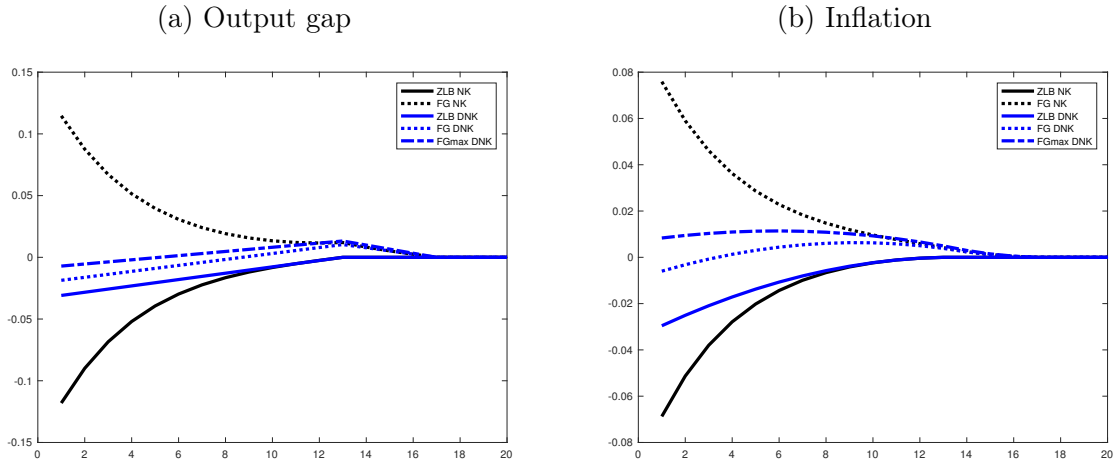 (a) Output gap
0.15
0.1
0.05
0
-0.05
-0.1
-0.15
0 2 4 6 8 10 12 14 16 18 20
ZLB NK
FG NK
ZLB DNK
FG DNK
FGmax DNK
(b) Inflation
0.08
0.06
0.04
0.02
0
-0.02
-0.04
-0.06
-0.08
0 2 4 6 8 10 12 14 16 18 20
ZLB NK
FG NK
ZLB DNK
FG DNK
FGmax DNK